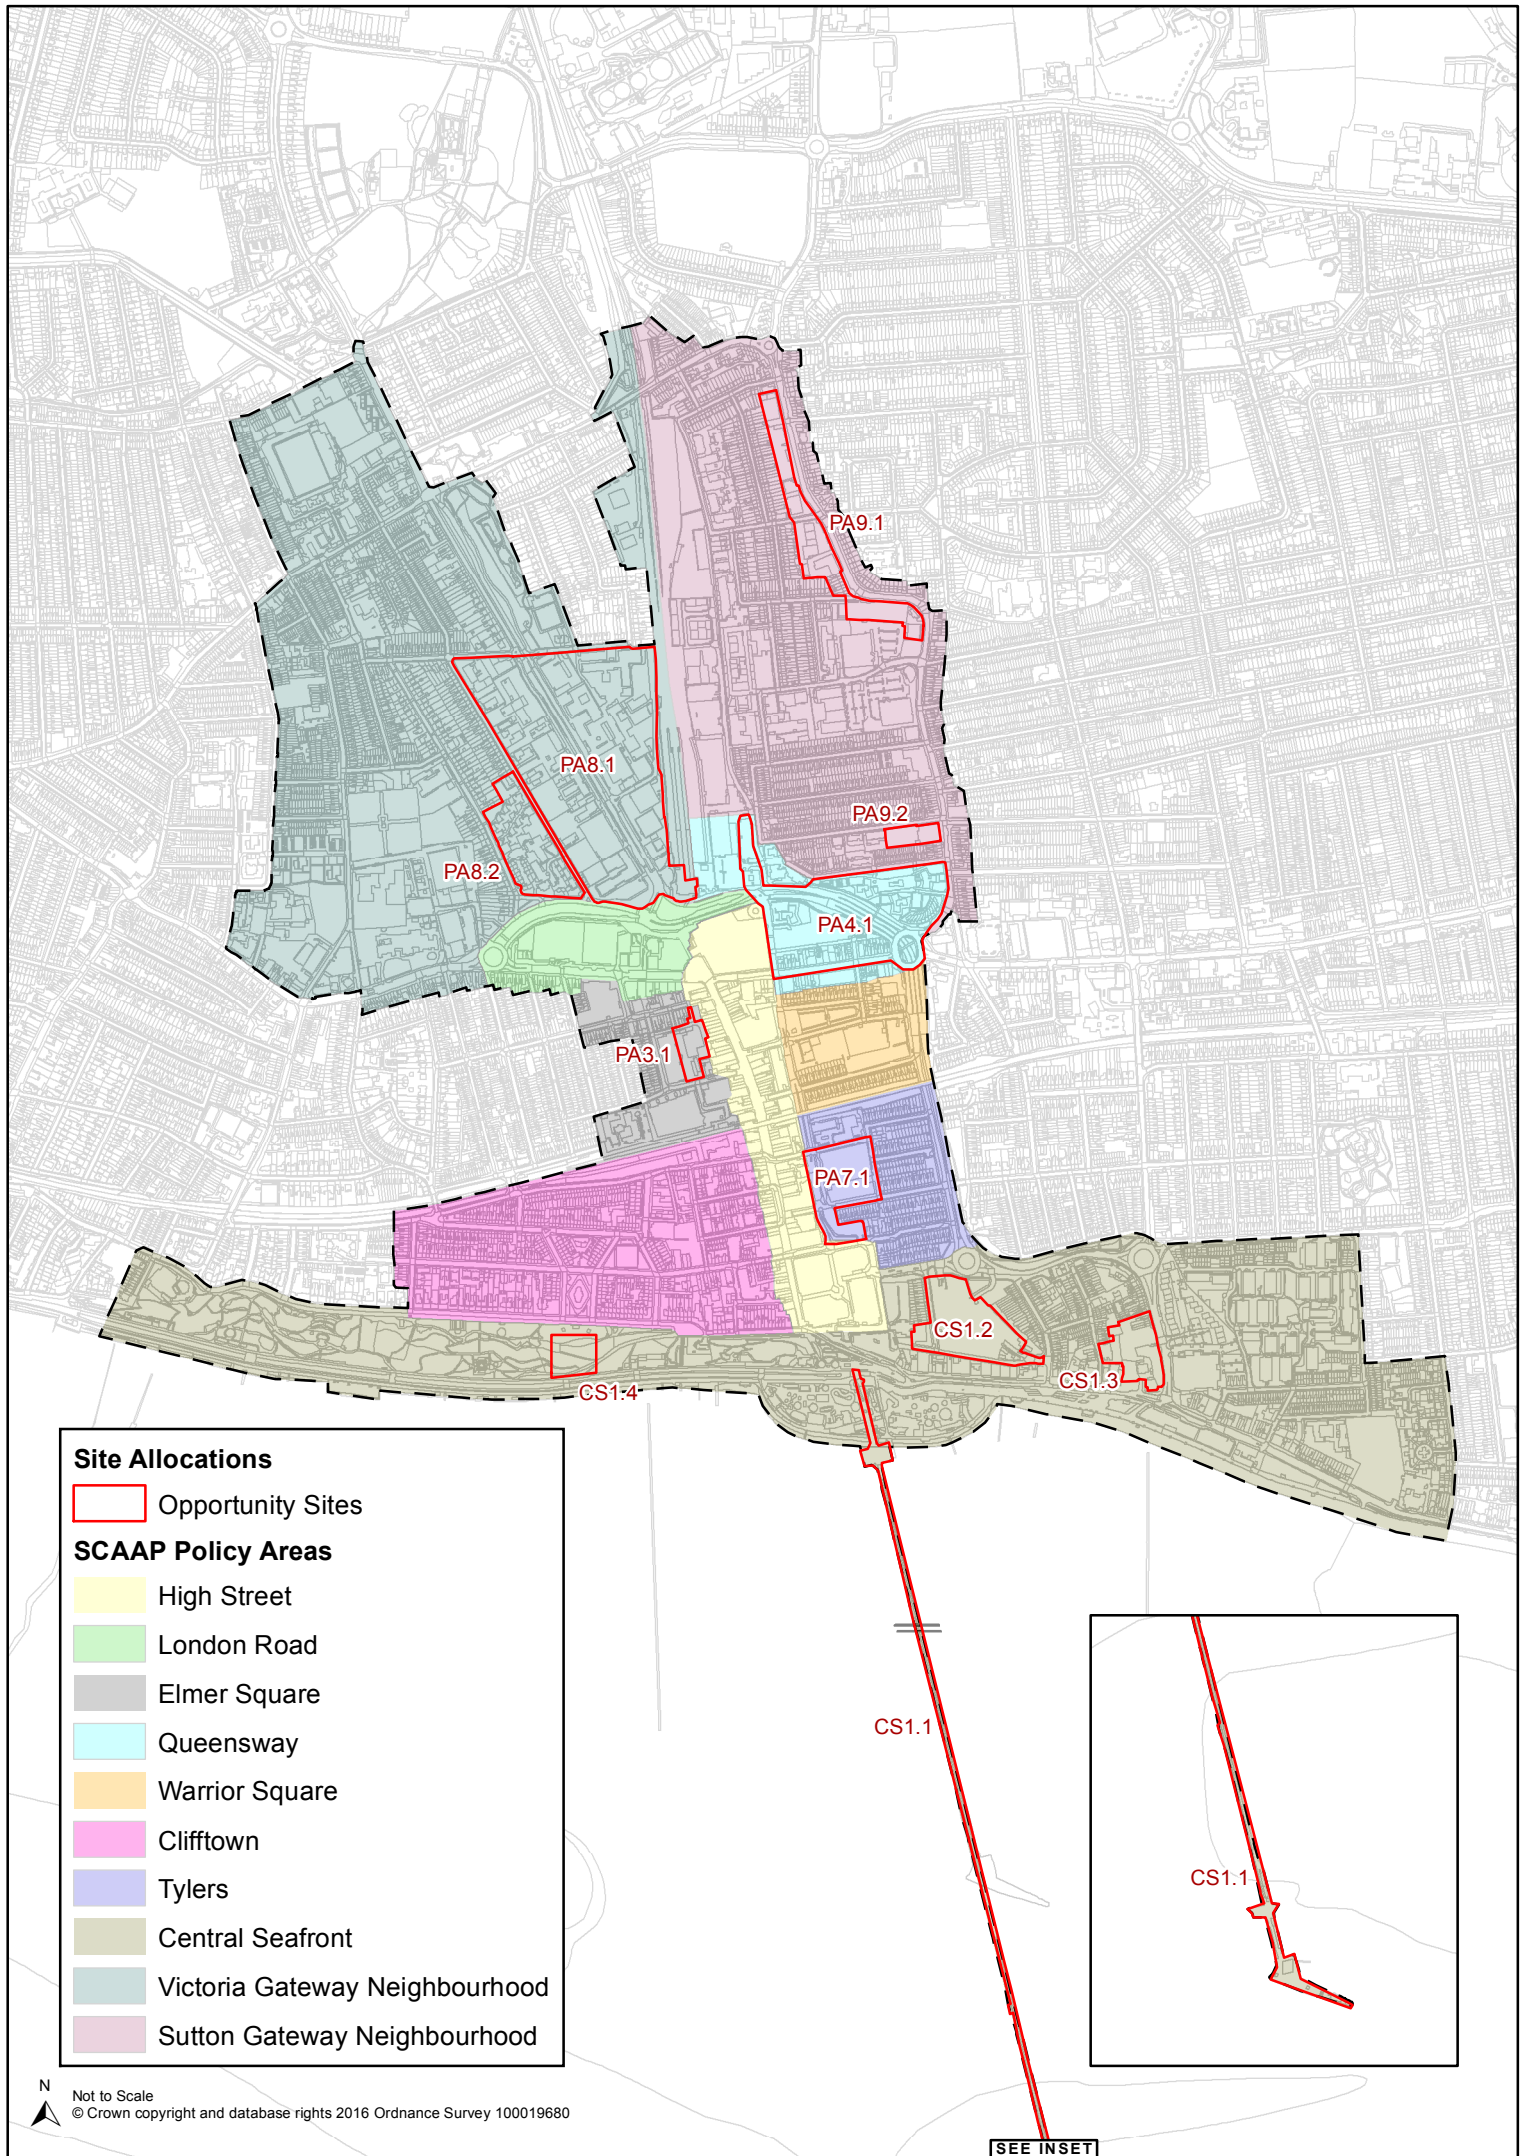 PA9.1
PA8.1
PA9.2
PA8.2
PA4.1
PA3.1
PA7.1
CS1.2
CS1.3
CS1.4
Site Allocations
Opportunity Sites
SCAAP Policy Areas
High Street
London Road
Elmer Square
Queensway
Warrior Square
Clifftown
Tylers
Central Seafront
Victoria Gateway Neighbourhood
Sutton Gateway Neighbourhood
CS1.1
CS1.1
N
Not to Scale
© Crown copyright and database rights 2016 Ordnance Survey 100019680
SEE INSET